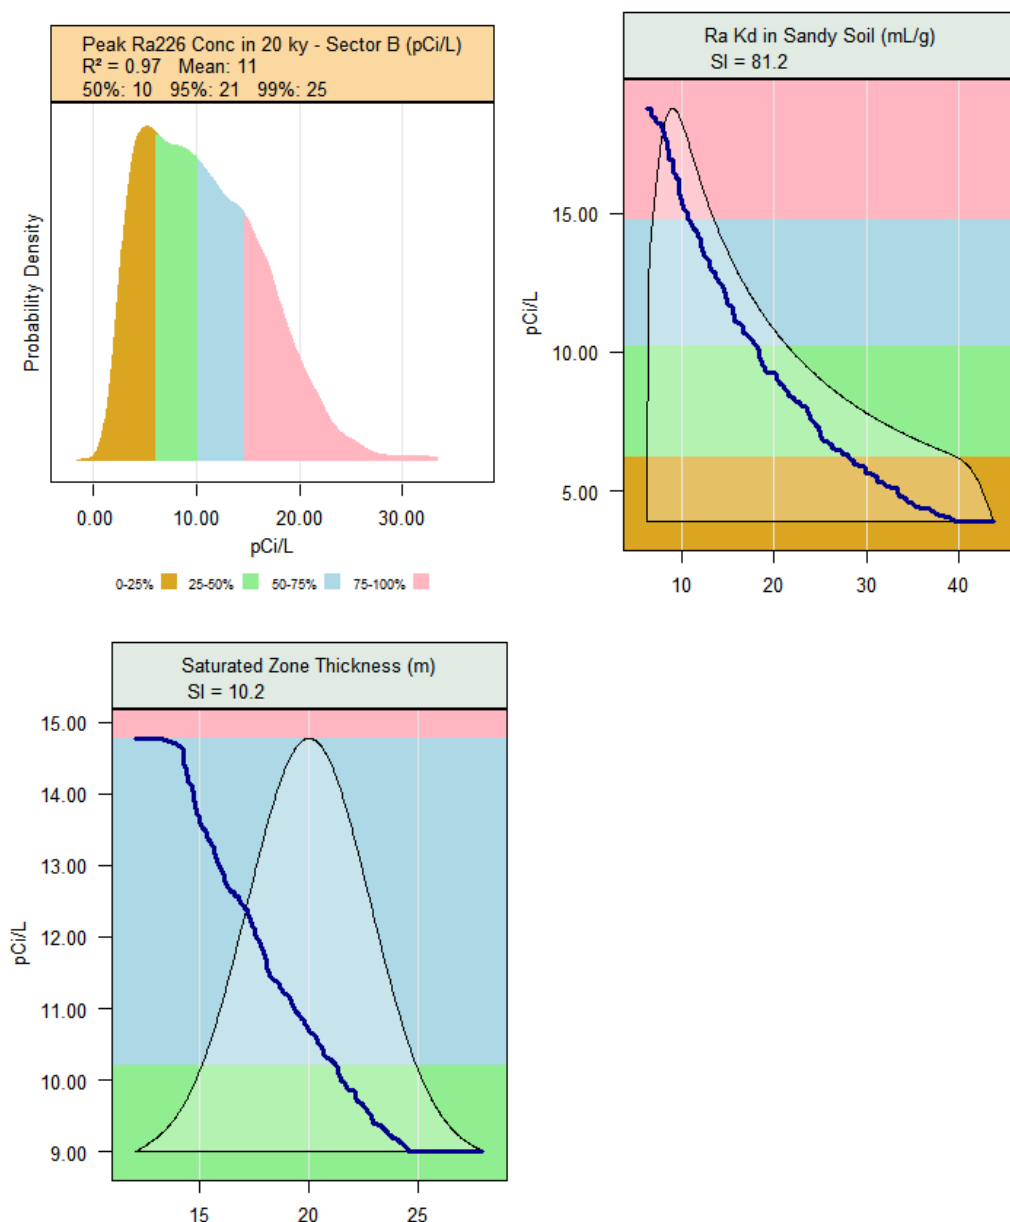 Peak Ra226 Conc in 20 ky - Sector B (pCi/L)
R² = 0.97 Mean: 11
50%: 10 95%: 21 99%: 25
Probability Density
0.00 10.00 20.00 30.00
pCi/L
0-25% 25-50% 50-75% 75-100%
Ra Kd in Sandy Soil (mL/g)
SI = 81.2
pCi/L
15.00
10.00
5.00
10 20 30 40
Saturated Zone Thickness (m)
SI = 10.2
pCi/L
15.00
14.00
13.00
12.00
11.00
10.00
9.00
15 20 25